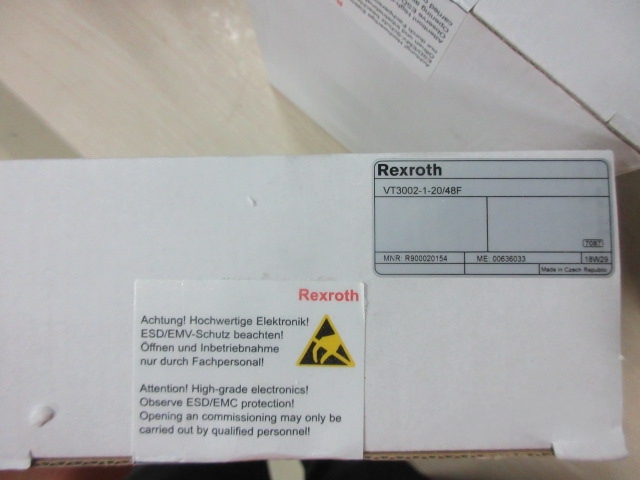 Rexroth
VT3002-1-20/48F
7087
MNR: R900020154
ME: 00636033
18W29
Made in Czech Republic
Rexroth
Achtung! Hochwertige Elektronik!
ESD/EMV-Schutz beachten!
Öffnen und Inbetriebnahme
nur durch Fachpersonal!
Attention! High-grade electronics!
Observe ESD/EMC protection!
Opening an commissioning may only be
carried out by qualified personnel!